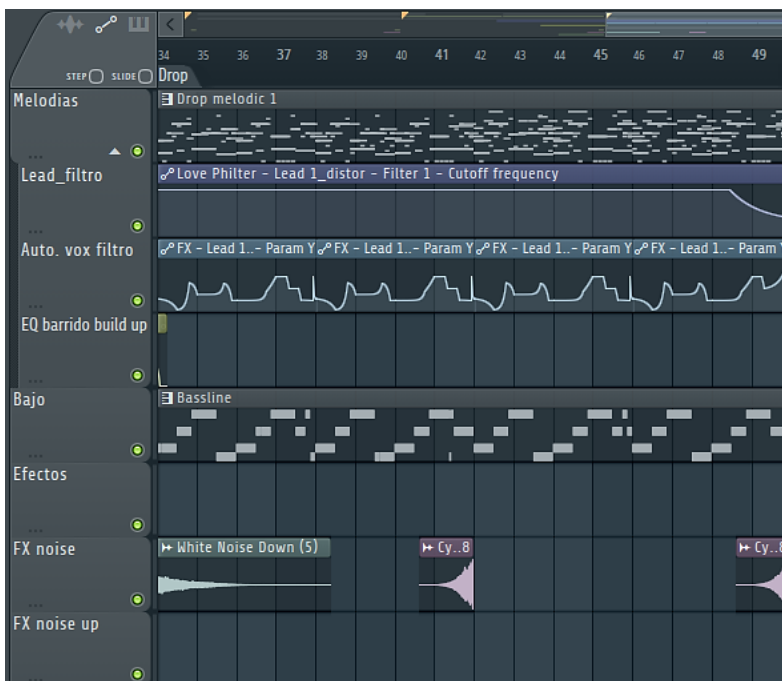 34 35 36 37 38 39 40 41 42 43 44 45 46 47 48 49
STEP SLIDE Drop
Melodias
Drop melodic 1
Lead_filtro
Love Philter - Lead 1_distor - Filter 1 - Cutoff frequency
Auto. vox filtro
FX - Lead 1..- Param Y FX - Lead 1..- Param Y FX - Lead 1..- Param Y FX - Lead 1..- Param
EQ barrido build up
Bajo
Bassline
Efectos
FX noise
White Noise Down (5) Cy..8 Cy..8
FX noise up